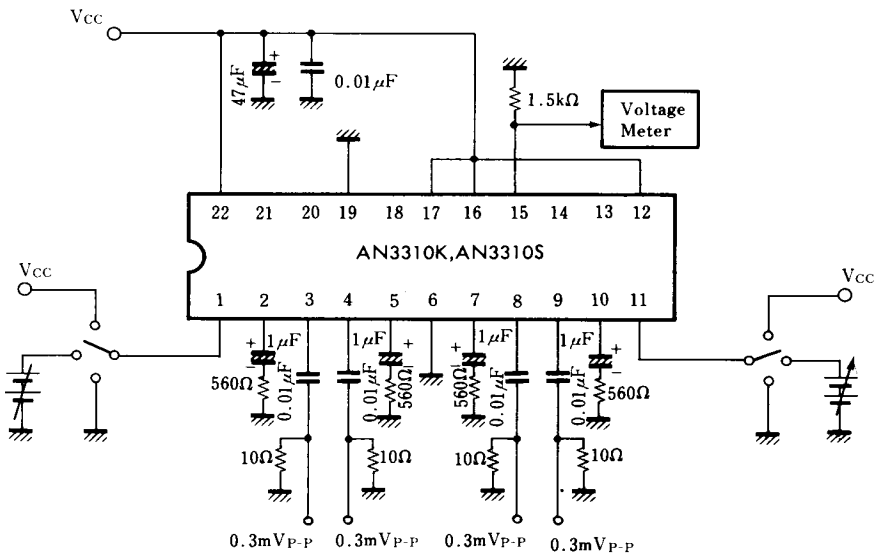 VCC
47μF
+
−
0.01μF
1.5kΩ
Voltage
Meter
22 21 20 19 18 17 16 15 14 13 12
AN3310K,AN3310S
1 2 3 4 5 6 7 8 9 10 11
VCC
VCC
+ 1μF
−
560Ω
0.01μF
1μF +
−
0.01μF
560Ω
+ 1μF
−
560Ω
0.01μF
1μF +
−
0.01μF
560Ω
10Ω
10Ω
10Ω
10Ω
0.3mVP-P
0.3mVP-P
0.3mVP-P
0.3mVP-P